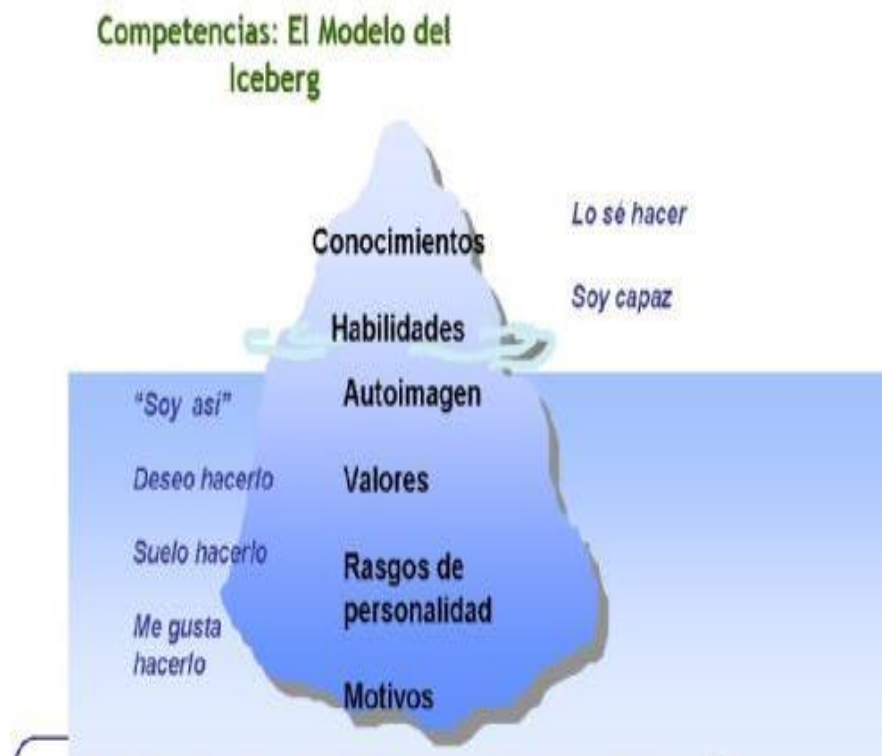 Competencias: El Modelo del
Iceberg
Lo sé hacer
Conocimientos
Soy capaz
Habilidades
“Soy así”
Autoimagen
Deseo hacerlo
Valores
Suelo hacerlo
Rasgos de
personalidad
Me gusta
hacerlo
Motivos